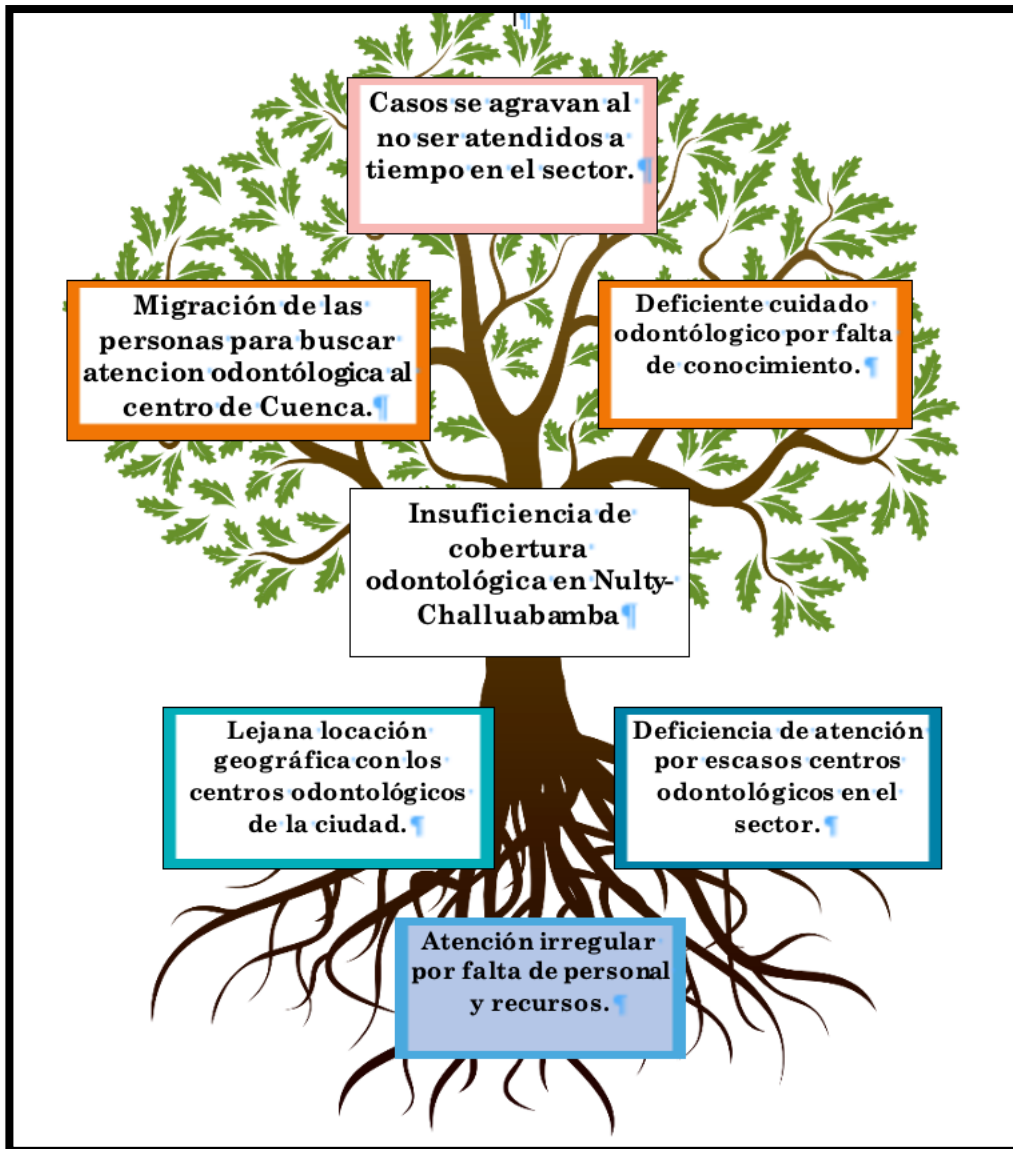 Casos se agravan al
no ser atendidos a
tiempo en el sector.¶
Migración de las
personas para buscar
atencion odontólogica al
centro de Cuenca.¶
Deficiente cuidado
odontólogico por falta
de conocimiento.¶
Insuficiencia de
cobertura
odontológica en Nulty-
Challuabamba¶
Lejana locación
geográfica con los
centros odontológicos
de la ciudad.¶
Deficiencia de atención
por escasos centros
odontológicos en el
sector.¶
Atención irregular
por falta de personal
y recursos.¶